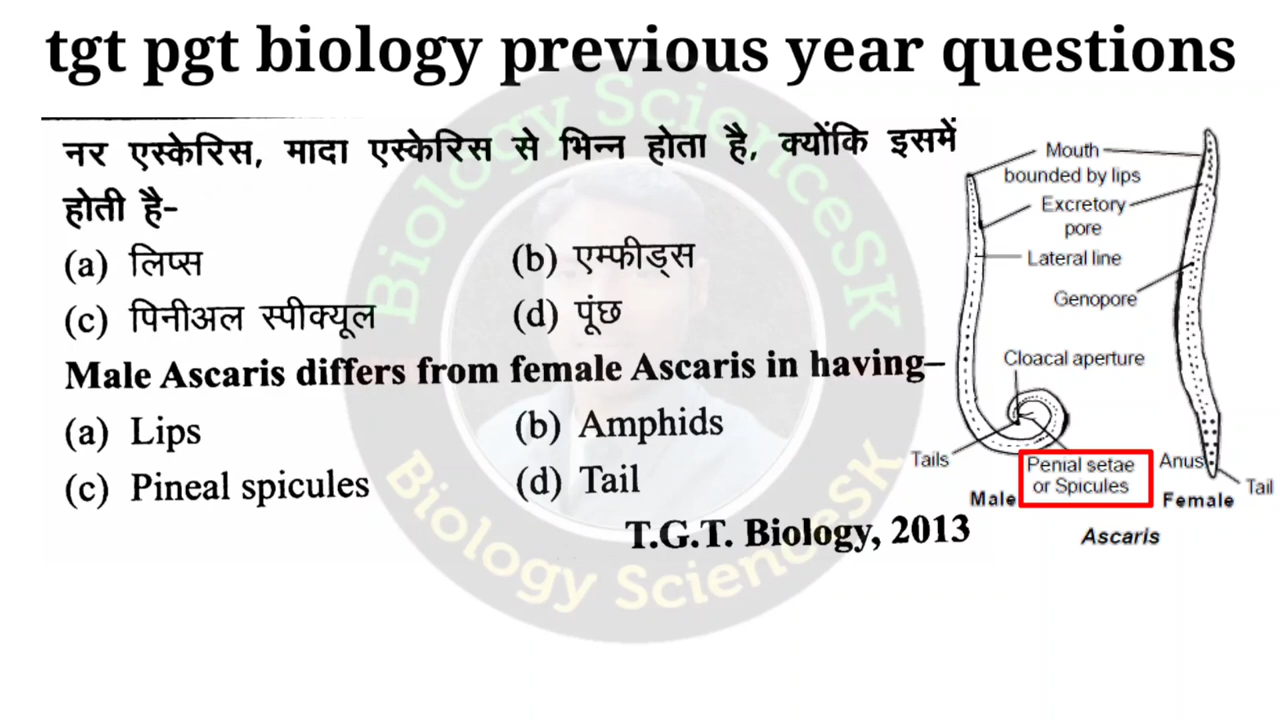 tgt pgt biology previous year questions
नर एस्केरिस, मादा एस्केरिस से भिन्न होता है, क्योंकि इसमें
होती है-
(a) लिप्स (b) एम्फीड्स
(c) पिनीअल स्पीक्यूल (d) पूंछ
Male Ascaris differs from female Ascaris in having–
(a) Lips (b) Amphids
(c) Pineal spicules (d) Tail
T.G.T. Biology, 2013
Mouth
bounded by lips
Excretory
pore
Lateral line
Genopore
Cloacal aperture
Tails
Penial setae
or Spicules
Anus
Tail
Male
Female
Ascaris
Biology ScienceSK
Biology ScienceSK